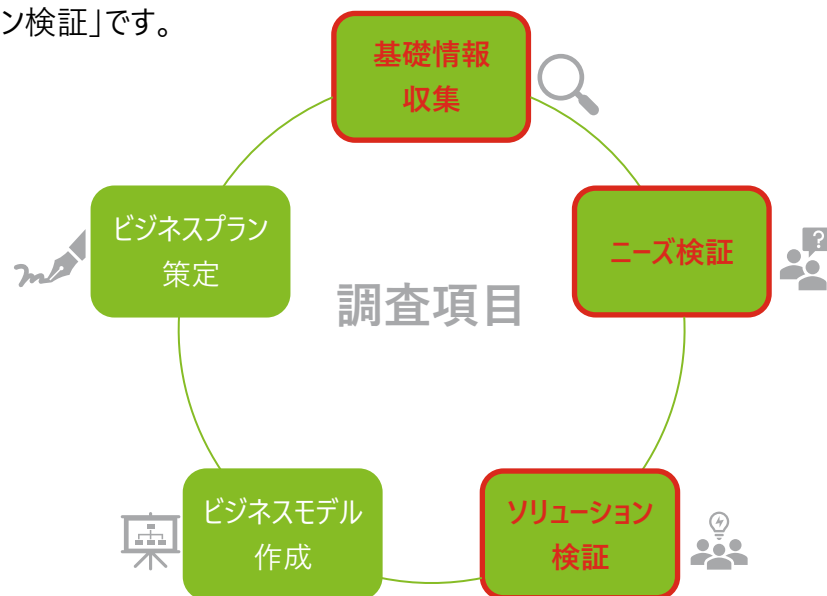 ン検証」です。
基礎情報
収集
ニーズ検証
ビジネスプラン
策定
調査項目
ソリューション
検証
ビジネスモデル
作成
?